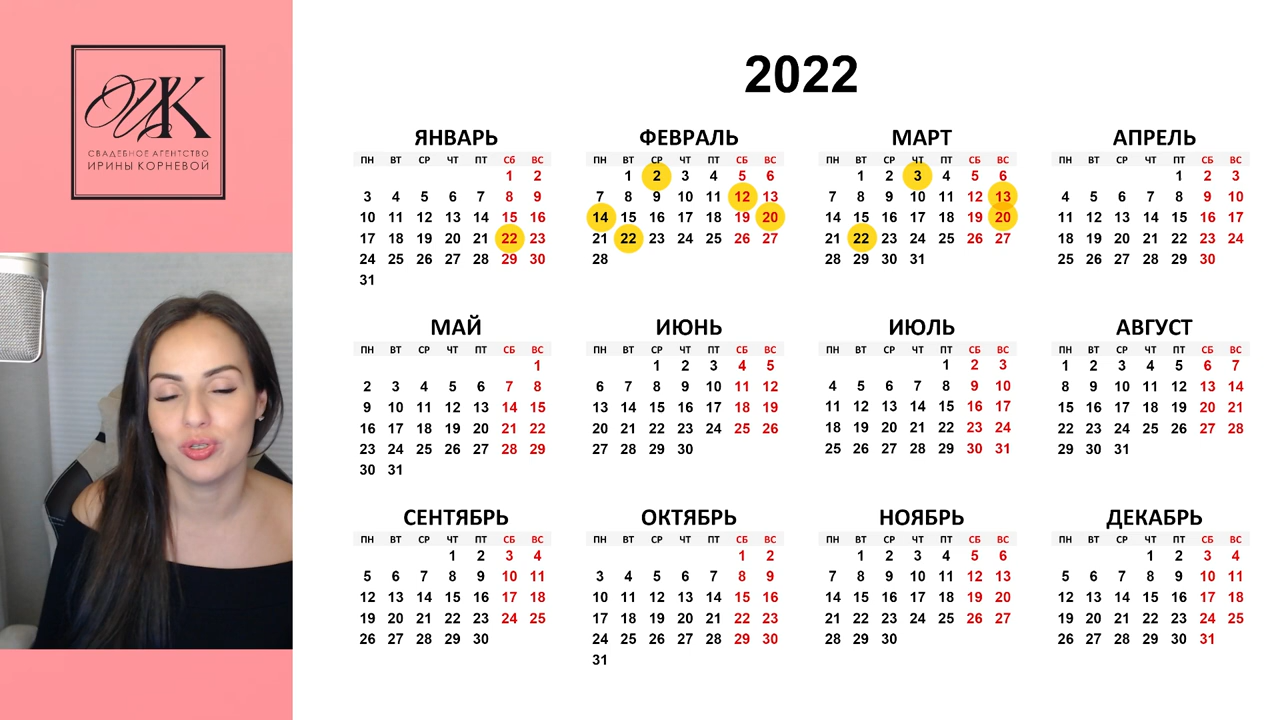 ИК
СВАДЕБНОЕ АГЕНТСТВО
ИРИНЫ КОРНЕВОЙ
2022
ЯНВАРЬ
ПН ВТ СР ЧТ ПТ СБ ВС
1 2
3 4 5 6 7 8 9
10 11 12 13 14 15 16
17 18 19 20 21 22 23
24 25 26 27 28 29 30
31
ФЕВРАЛЬ
ПН ВТ СР ЧТ ПТ СБ ВС
1 2 3 4 5 6
7 8 9 10 11 12 13
14 15 16 17 18 19 20
21 22 23 24 25 26 27
28
МАРТ
ПН ВТ СР ЧТ ПТ СБ ВС
1 2 3 4 5 6
7 8 9 10 11 12 13
14 15 16 17 18 19 20
21 22 23 24 25 26 27
28 29 30 31
АПРЕЛЬ
ПН ВТ СР ЧТ ПТ СБ ВС
1 2 3
4 5 6 7 8 9 10
11 12 13 14 15 16 17
18 19 20 21 22 23 24
25 26 27 28 29 30
МАЙ
ПН ВТ СР ЧТ ПТ СБ ВС
1
2 3 4 5 6 7 8
9 10 11 12 13 14 15
16 17 18 19 20 21 22
23 24 25 26 27 28 29
30 31
ИЮНЬ
ПН ВТ СР ЧТ ПТ СБ ВС
1 2 3 4 5
6 7 8 9 10 11 12
13 14 15 16 17 18 19
20 21 22 23 24 25 26
27 28 29 30
ИЮЛЬ
ПН ВТ СР ЧТ ПТ СБ ВС
1 2 3
4 5 6 7 8 9 10
11 12 13 14 15 16 17
18 19 20 21 22 23 24
25 26 27 28 29 30 31
АВГУСТ
ПН ВТ СР ЧТ ПТ СБ ВС
1 2 3 4 5 6 7
8 9 10 11 12 13 14
15 16 17 18 19 20 21
22 23 24 25 26 27 28
29 30 31
СЕНТЯБРЬ
ПН ВТ СР ЧТ ПТ СБ ВС
1 2 3 4
5 6 7 8 9 10 11
12 13 14 15 16 17 18
19 20 21 22 23 24 25
26 27 28 29 30
ОКТЯБРЬ
ПН ВТ СР ЧТ ПТ СБ ВС
1 2
3 4 5 6 7 8 9
10 11 12 13 14 15 16
17 18 19 20 21 22 23
24 25 26 27 28 29 30
31
НОЯБРЬ
ПН ВТ СР ЧТ ПТ СБ ВС
1 2 3 4 5 6
7 8 9 10 11 12 13
14 15 16 17 18 19 20
21 22 23 24 25 26 27
28 29 30
ДЕКАБРЬ
ПН ВТ СР ЧТ ПТ СБ ВС
1 2 3 4
5 6 7 8 9 10 11
12 13 14 15 16 17 18
19 20 21 22 23 24 25
26 27 28 29 30 31